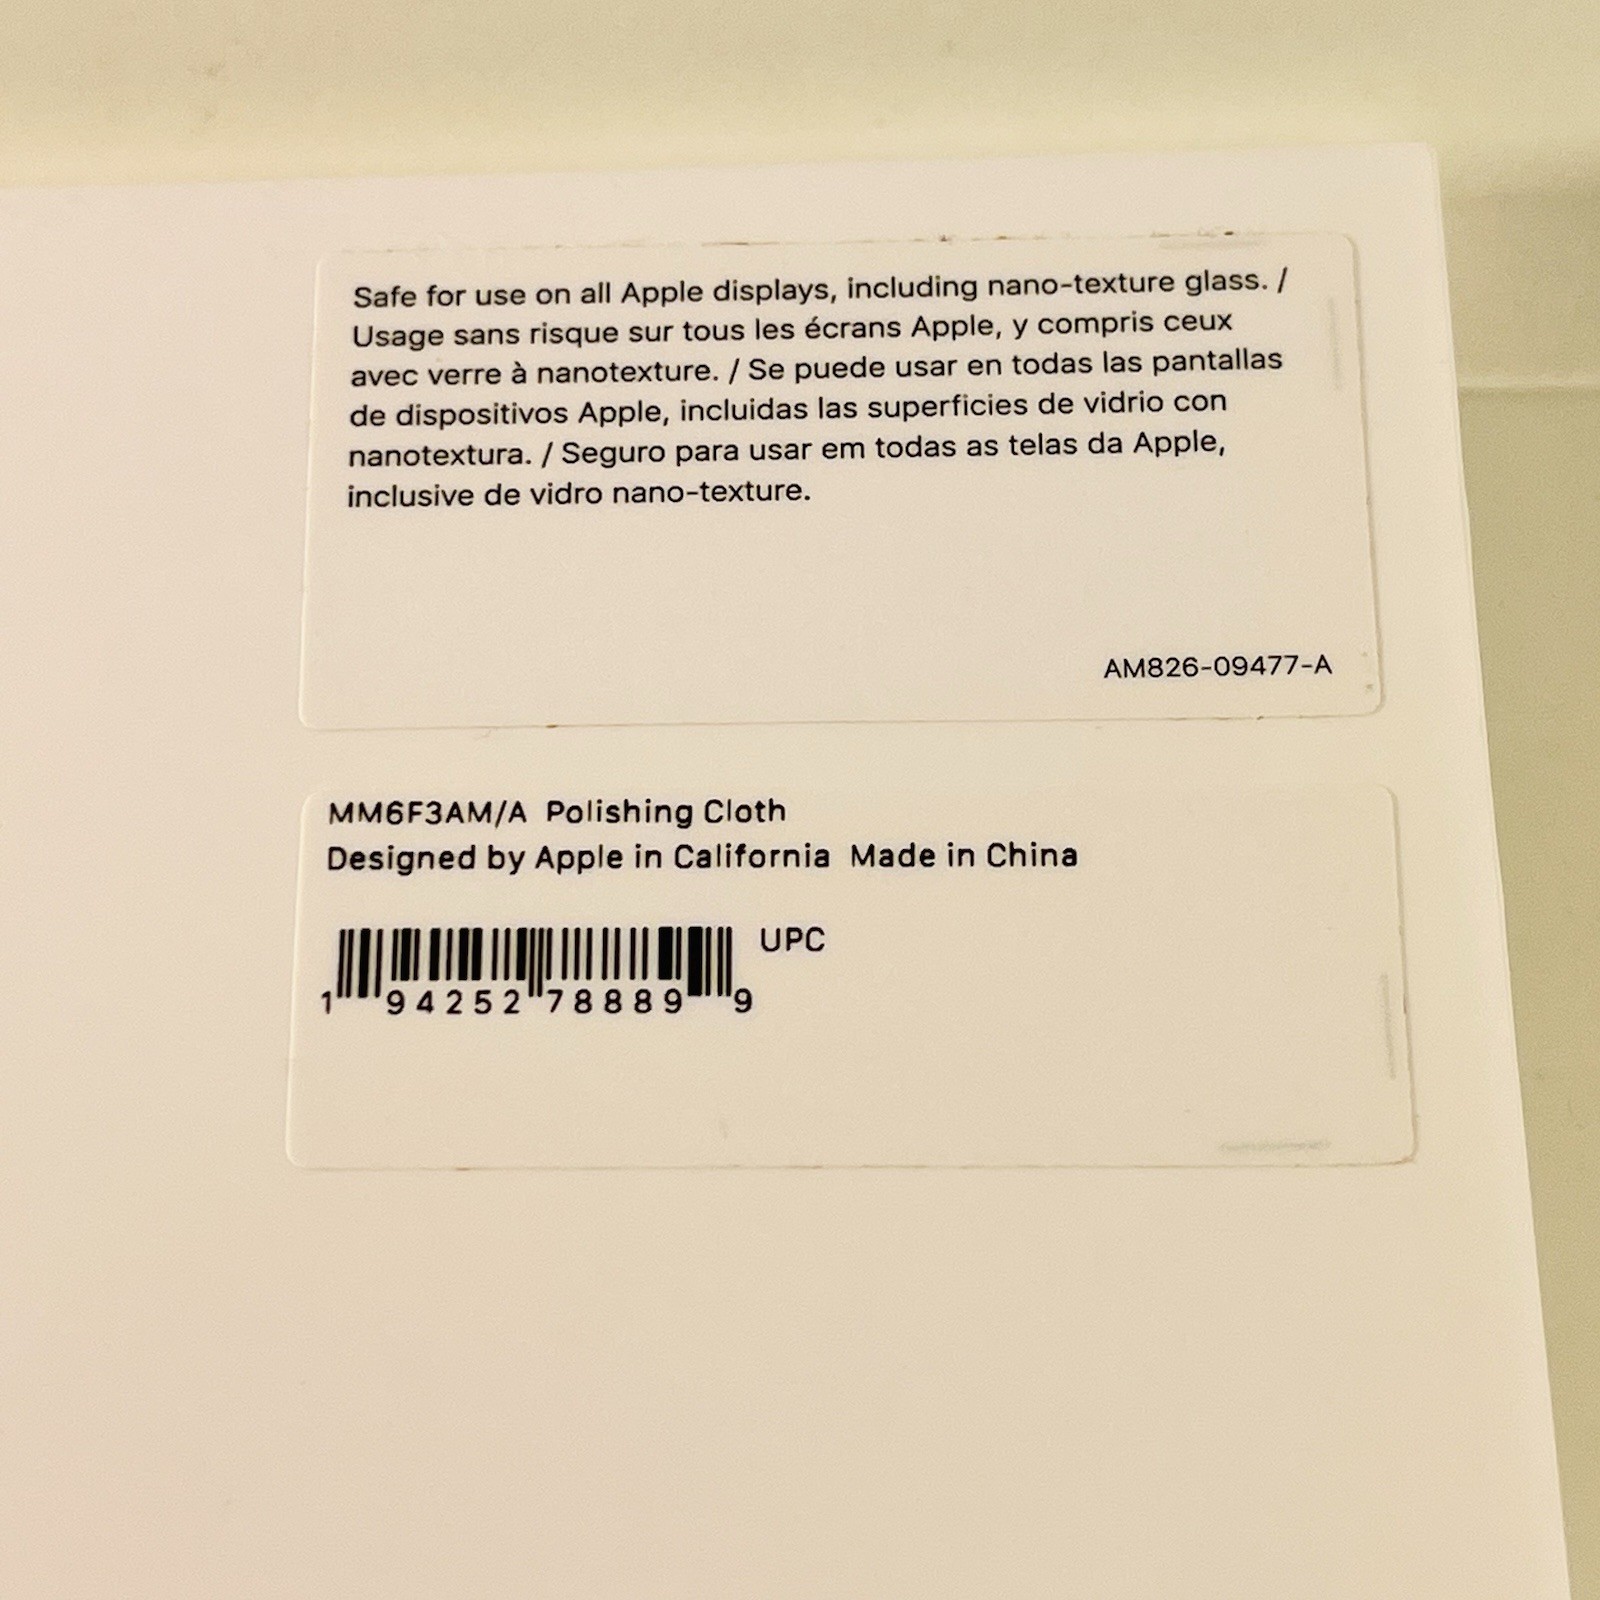 Safe for use on all Apple displays, including nano-texture glass. /
Usage sans risque sur tous les écrans Apple, y compris ceux
avec verre à nanotexture. / Se puede usar en todas las pantallas
de dispositivos Apple, incluidas las superficies de vidrio con
nanotextura. / Seguro para usar em todas as telas da Apple,
inclusive de vidro nano-texture.
AM826-09477-A
MM6F3AM/A Polishing Cloth
Designed by Apple in California Made in China
UPC
1 94252 78889 9